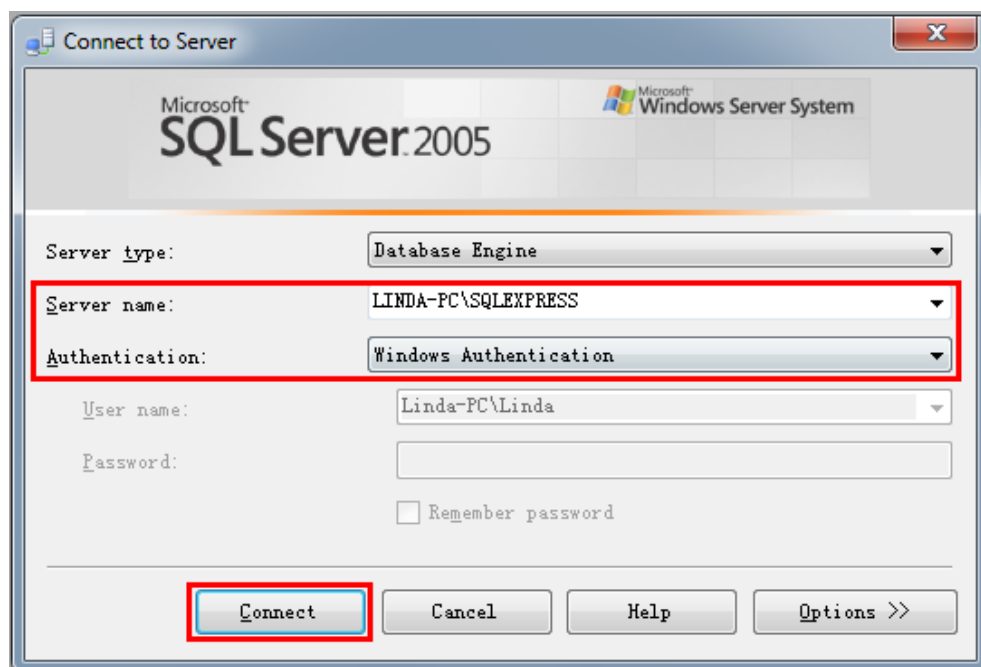 Connect to Server
Microsoft
SQL Server 2005
Microsoft
Windows Server System
Server type: Database Engine
Server name: LINDA-PC\SQLEXPRESS
Authentication: Windows Authentication
User name: Linda-PC\Linda
Password:
Remember password
Connect Cancel Help Options >>